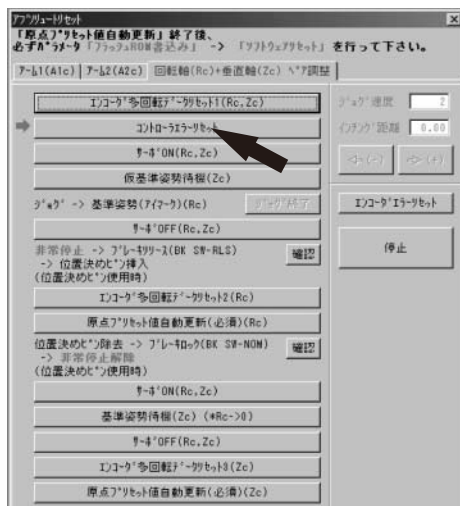 アブソリュートリセット
「原点プリセット値自動更新」終了後、
必ずパラメータ「フラッシュROM書込み」 -> 「ソフトウェアリセット」を行って下さい。
アーム1(A1c) アーム2(A2c) 回転軸(Rc)+垂直軸(Zc) ペア調整
エンコーダ多回転データリセット1(Rc,Zc)
コントローラエラーリセット
サーボON(Rc,Zc)
仮基準姿勢待機(Zc)
ジョグ -> 基準姿勢(アイマーク)(Rc) ジョグ終了
サーボOFF(Rc,Zc)
非常停止 -> ブレーキリリース(BK SW-RLS)
-> 位置決めピン挿入
(位置決めピン使用時)
確認
エンコーダ多回転データリセット2(Rc)
原点プリセット値自動更新(必須)(Rc)
位置決めピン除去 -> ブレーキロック(BK SW-NOM)
-> 非常停止解除
(位置決めピン使用時)
確認
サーボON(Rc,Zc)
基準姿勢待機(Zc) (*Rc->0)
サーボOFF(Rc,Zc)
エンコーダ多回転データリセット3(Zc)
原点プリセット値自動更新(必須)(Zc)
ジョグ速度 2
インチング距離 0.00
<-(-) -> (+)
エンコーダエラーリセット
停止